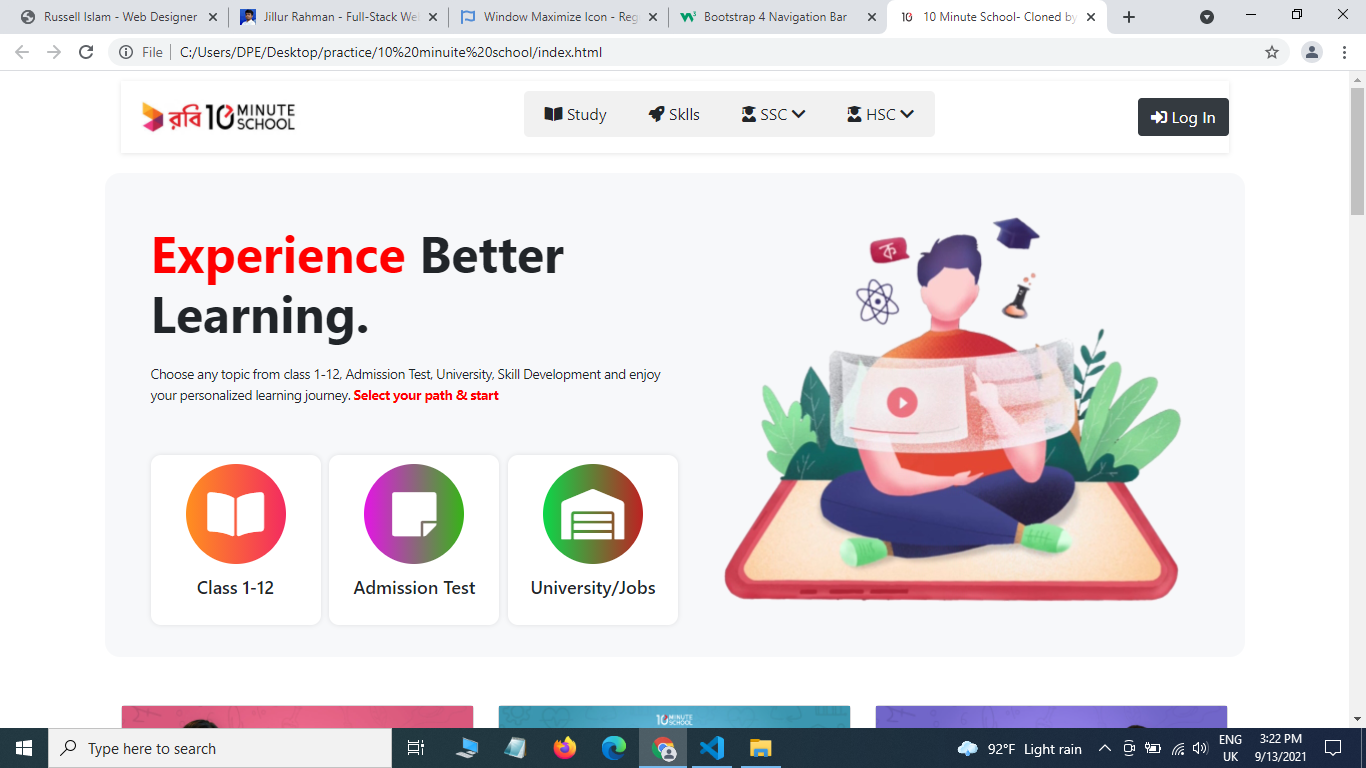 Russell Islam - Web Designer
Jillur Rahman - Full-Stack We
Window Maximize Icon - Reg
Bootstrap 4 Navigation Bar
10 Minute School- Cloned by
File
C:/Users/DPE/Desktop/practice/10%20minuite%20school/index.html
রবি 10 MINUTE SCHOOL
Study
Sklls
SSC
HSC
Log In
Experience Better
Learning.
Choose any topic from class 1-12, Admission Test, University, Skill Development and enjoy
your personalized learning journey. Select your path & start
ক
Class 1-12
Admission Test
University/Jobs
10 MINUTE SCHOOL
Type here to search
92°F Light rain
ENG
UK
3:22 PM
9/13/2021